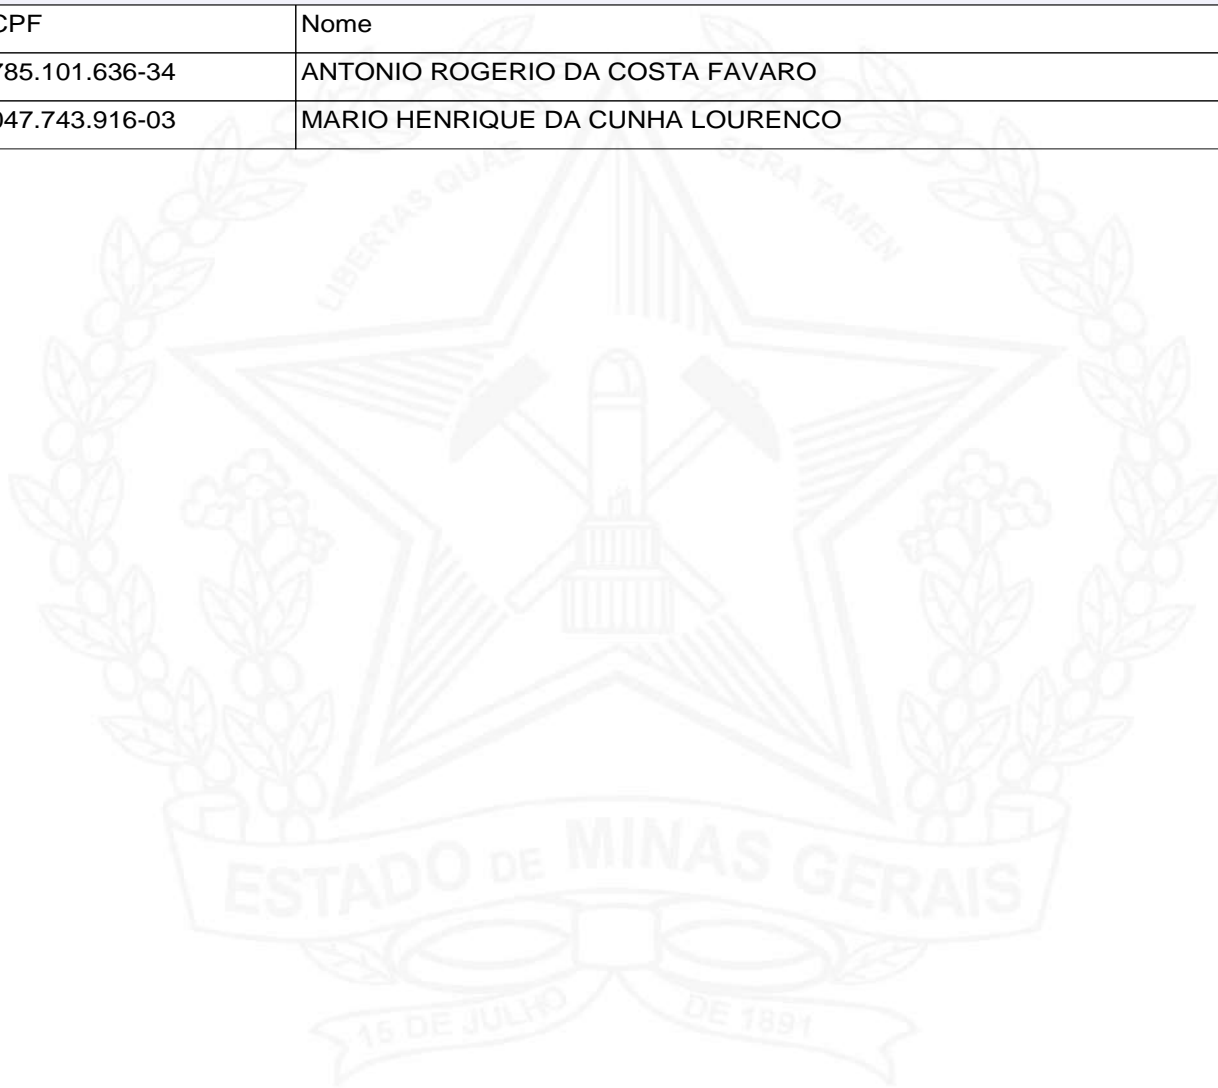 CPF Nome
785.101.636-34 ANTONIO ROGERIO DA COSTA FAVARO
047.743.916-03 MARIO HENRIQUE DA CUNHA LOURENCO
LIBERTAS QUAE SERA TAMEN
ESTADO DE MINAS GERAIS
15 DE JULHO DE 1891